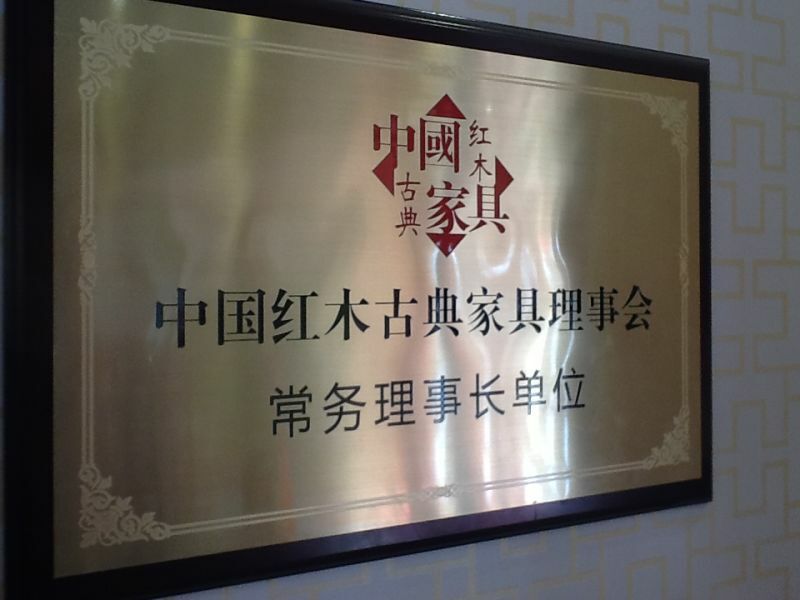 中國红木
古典家具
中国红木古典家具理事会
常务理事长单位